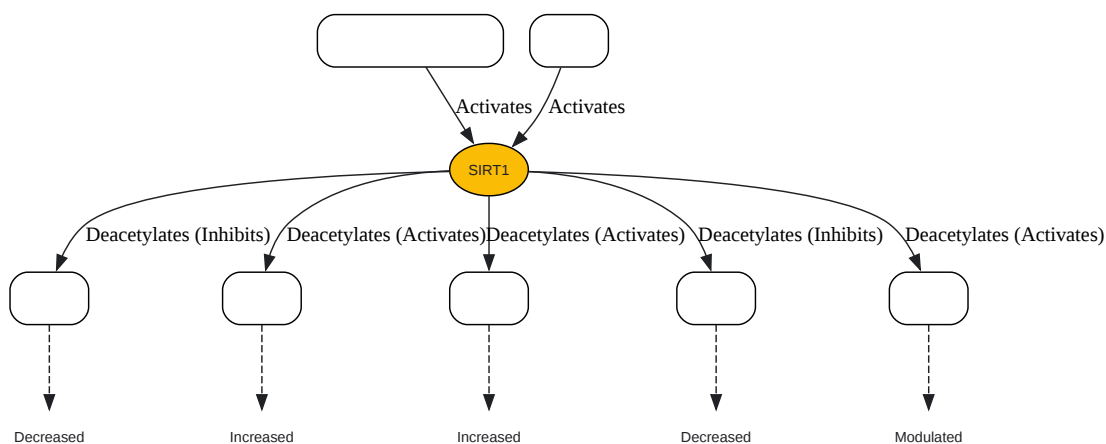 Activates
Activates
SIRT1
Deacetylates (Inhibits)
Deacetylates (Activates)
Deacetylates (Activates)
Deacetylates (Inhibits)
Deacetylates (Activates)
Decreased
Increased
Increased
Decreased
Modulated